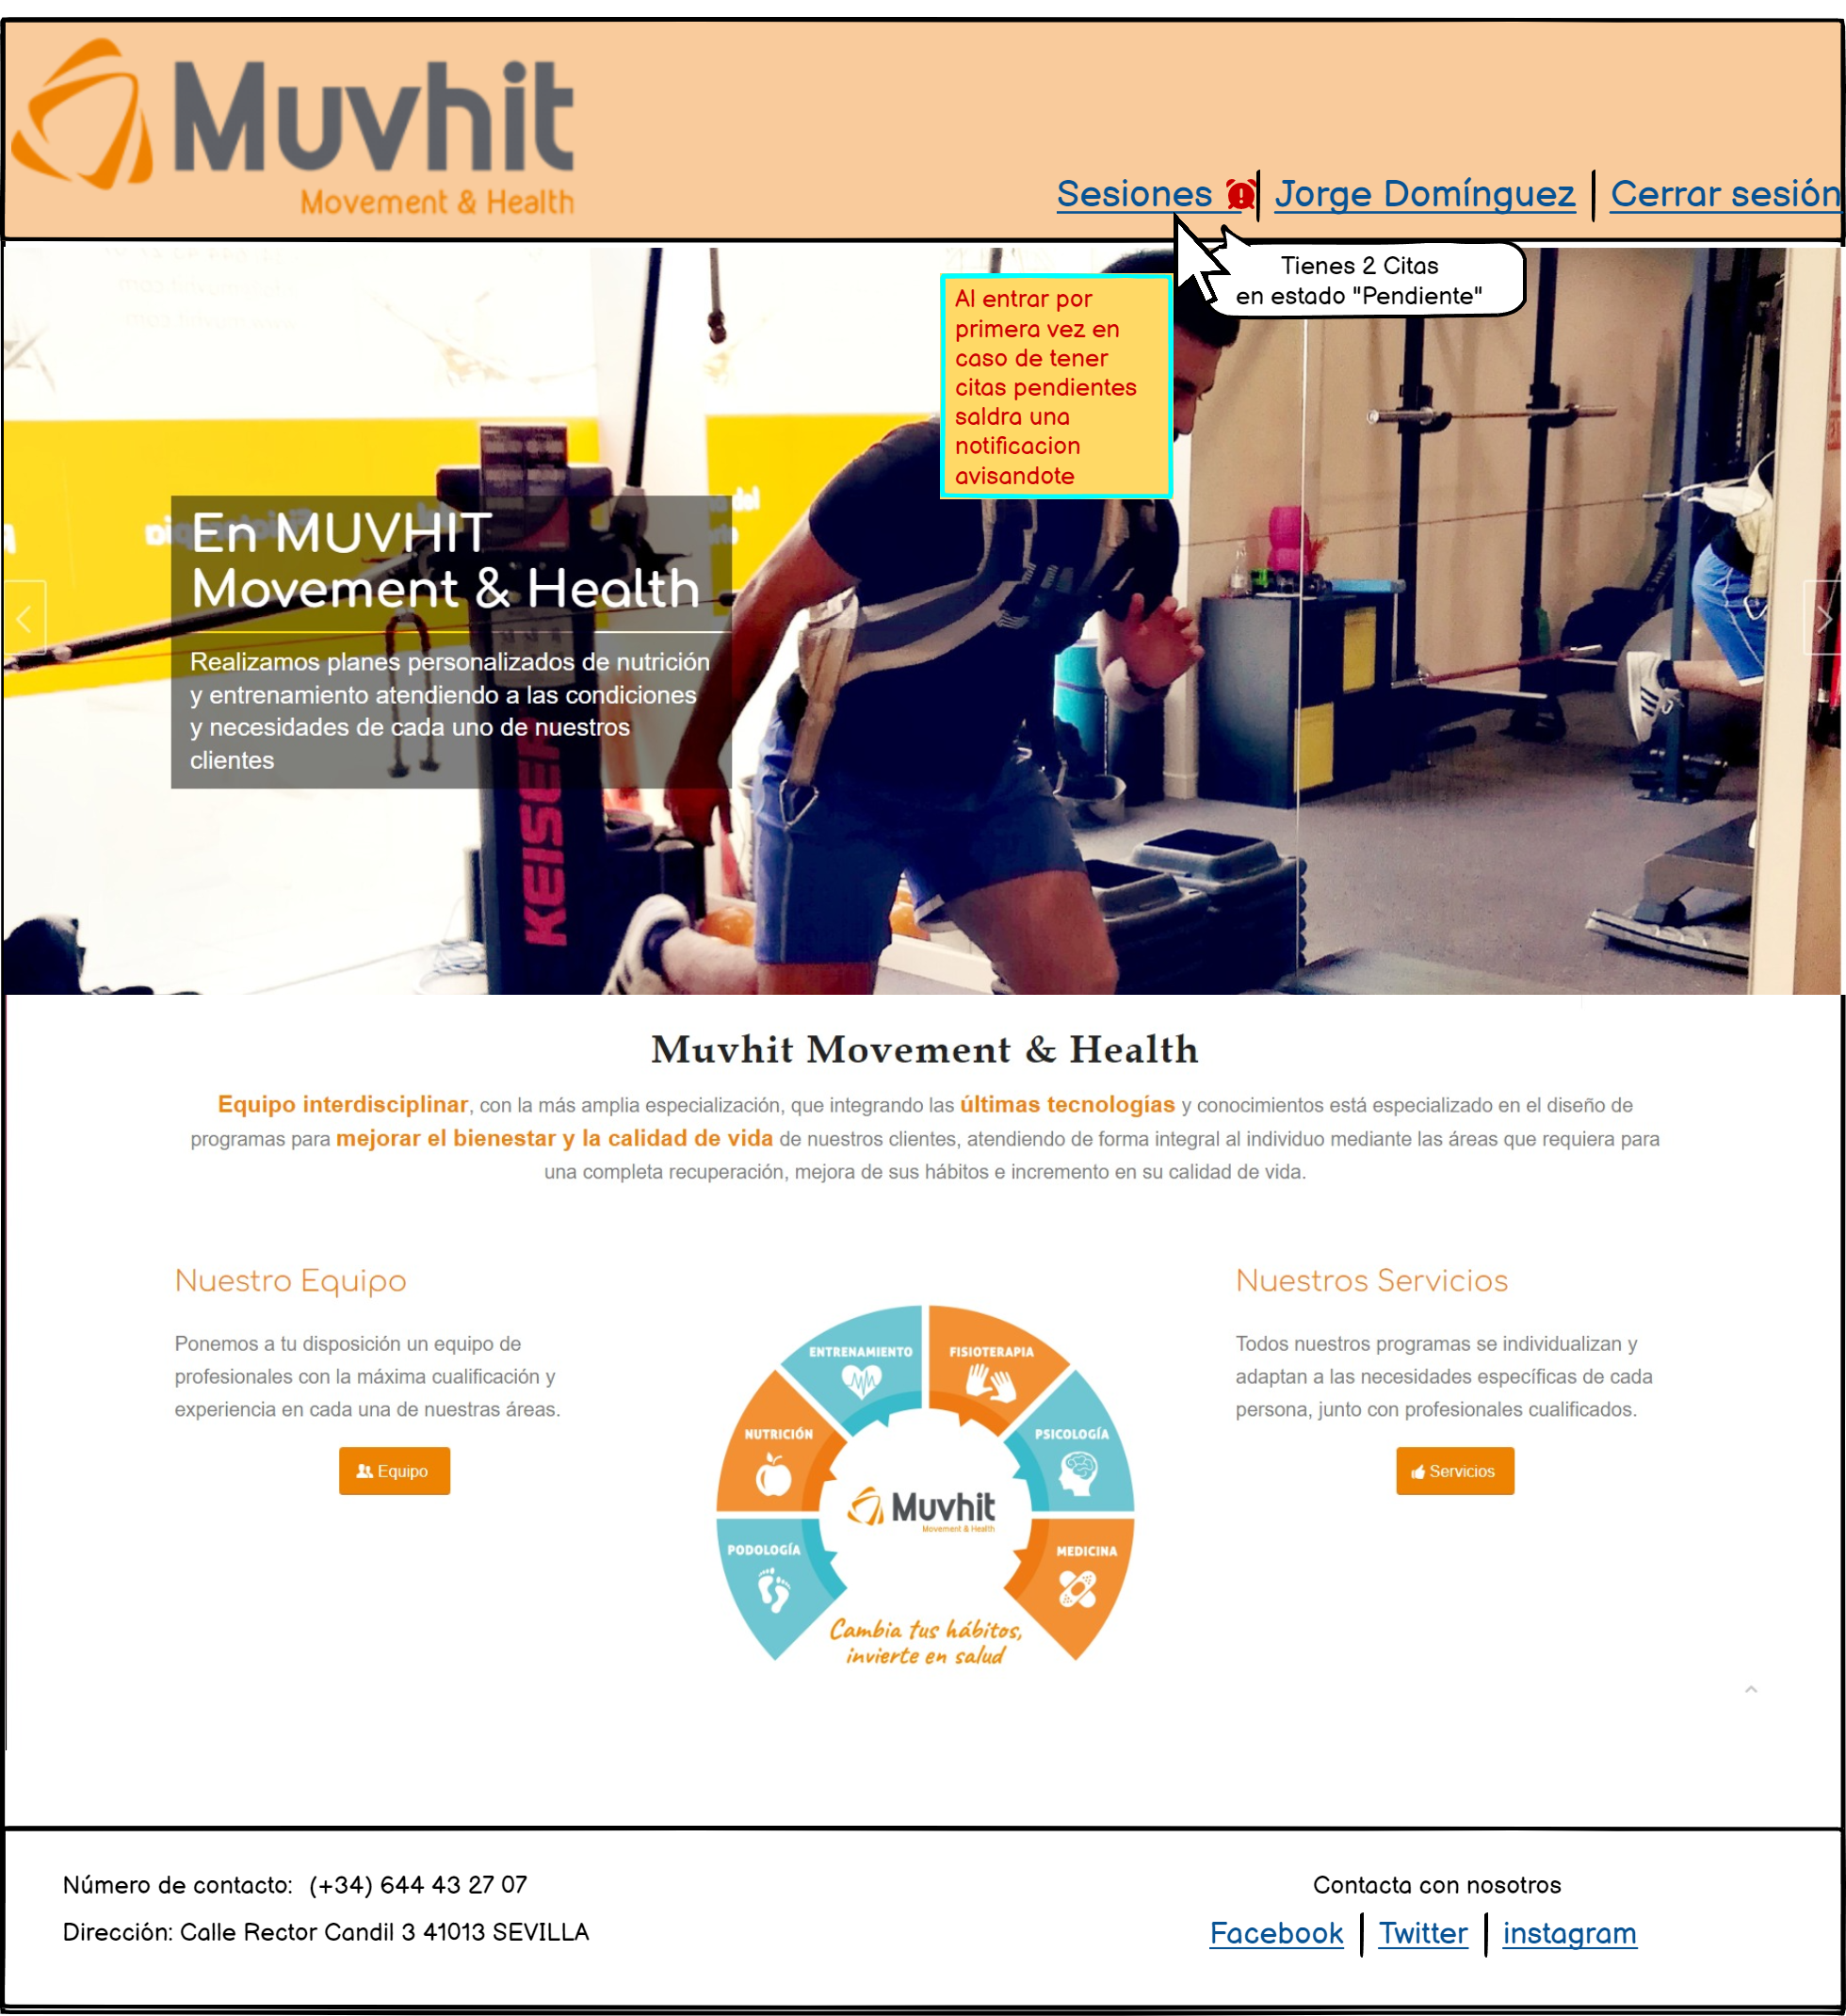 Muvhit
Movement & Health
Sesiones | Jorge Domínguez | Cerrar sesión
Tienes 2 Citas
en estado "Pendiente"
Al entrar por
primera vez en
caso de tener
citas pendientes
saldra una
notificacion
avisandote
En MUVHIT
Movement & Health
Realizamos planes personalizados de nutrición
y entrenamiento atendiendo a las condiciones
y necesidades de cada uno de nuestros
clientes
KEISER
Muvhit Movement & Health
Equipo interdisciplinar, con la más amplia especialización, que integrando las últimas tecnologías y conocimientos está especializado en el diseño de
programas para mejorar el bienestar y la calidad de vida de nuestros clientes, atendiendo de forma integral al individuo mediante las áreas que requiera para
una completa recuperación, mejora de sus hábitos e incremento en su calidad de vida.
Nuestro Equipo
Ponemos a tu disposición un equipo de
profesionales con la máxima cualificación y
experiencia en cada una de nuestras áreas.
Equipo
ENTRENAMIENTO
FISIOTERAPIA
NUTRICIÓN
PSICOLOGÍA
PODOLOGÍA
MEDICINA
Muvhit
Movement & Health
Cambia tus hábitos,
invierte en salud
Nuestros Servicios
Todos nuestros programas se individualizan y
adaptan a las necesidades específicas de cada
persona, junto con profesionales cualificados.
Servicios
Número de contacto: (+34) 644 43 27 07
Dirección: Calle Rector Candil 3 41013 SEVILLA
Contacta con nosotros
Facebook | Twitter | instagram